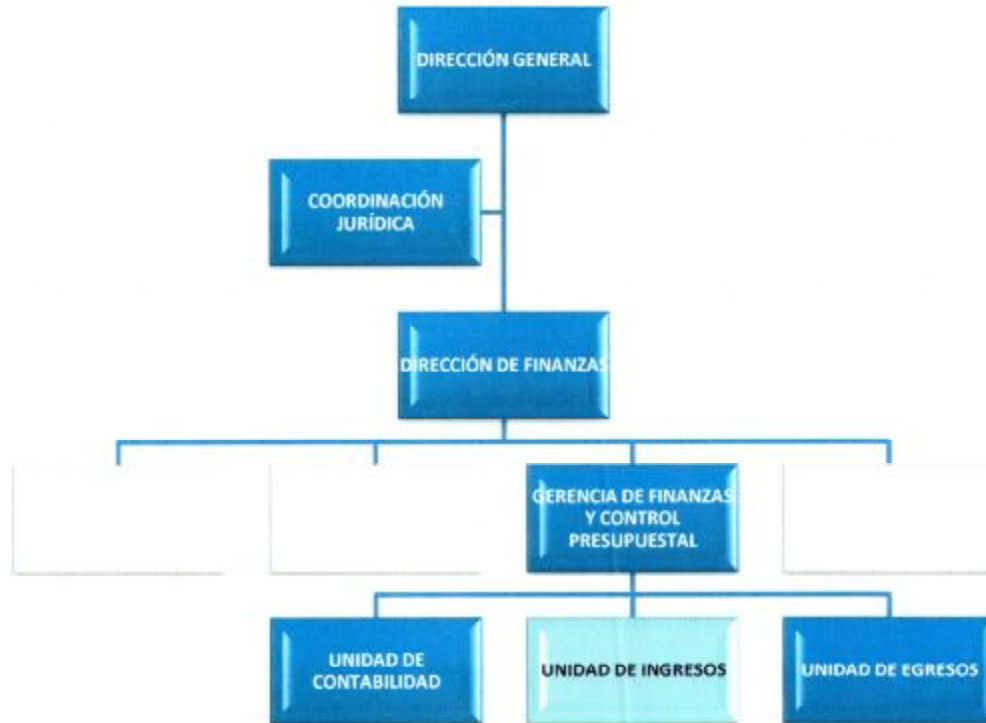 DIRECCIÓN GENERAL
COORDINACIÓN
JURÍDICA
DIRECCIÓN DE FINANZAS
GERENCIA DE FINANZAS
Y CONTROL
PRESUPUESTAL
UNIDAD DE
CONTABILIDAD
UNIDAD DE INGRESOS
UNIDAD DE EGRESOS